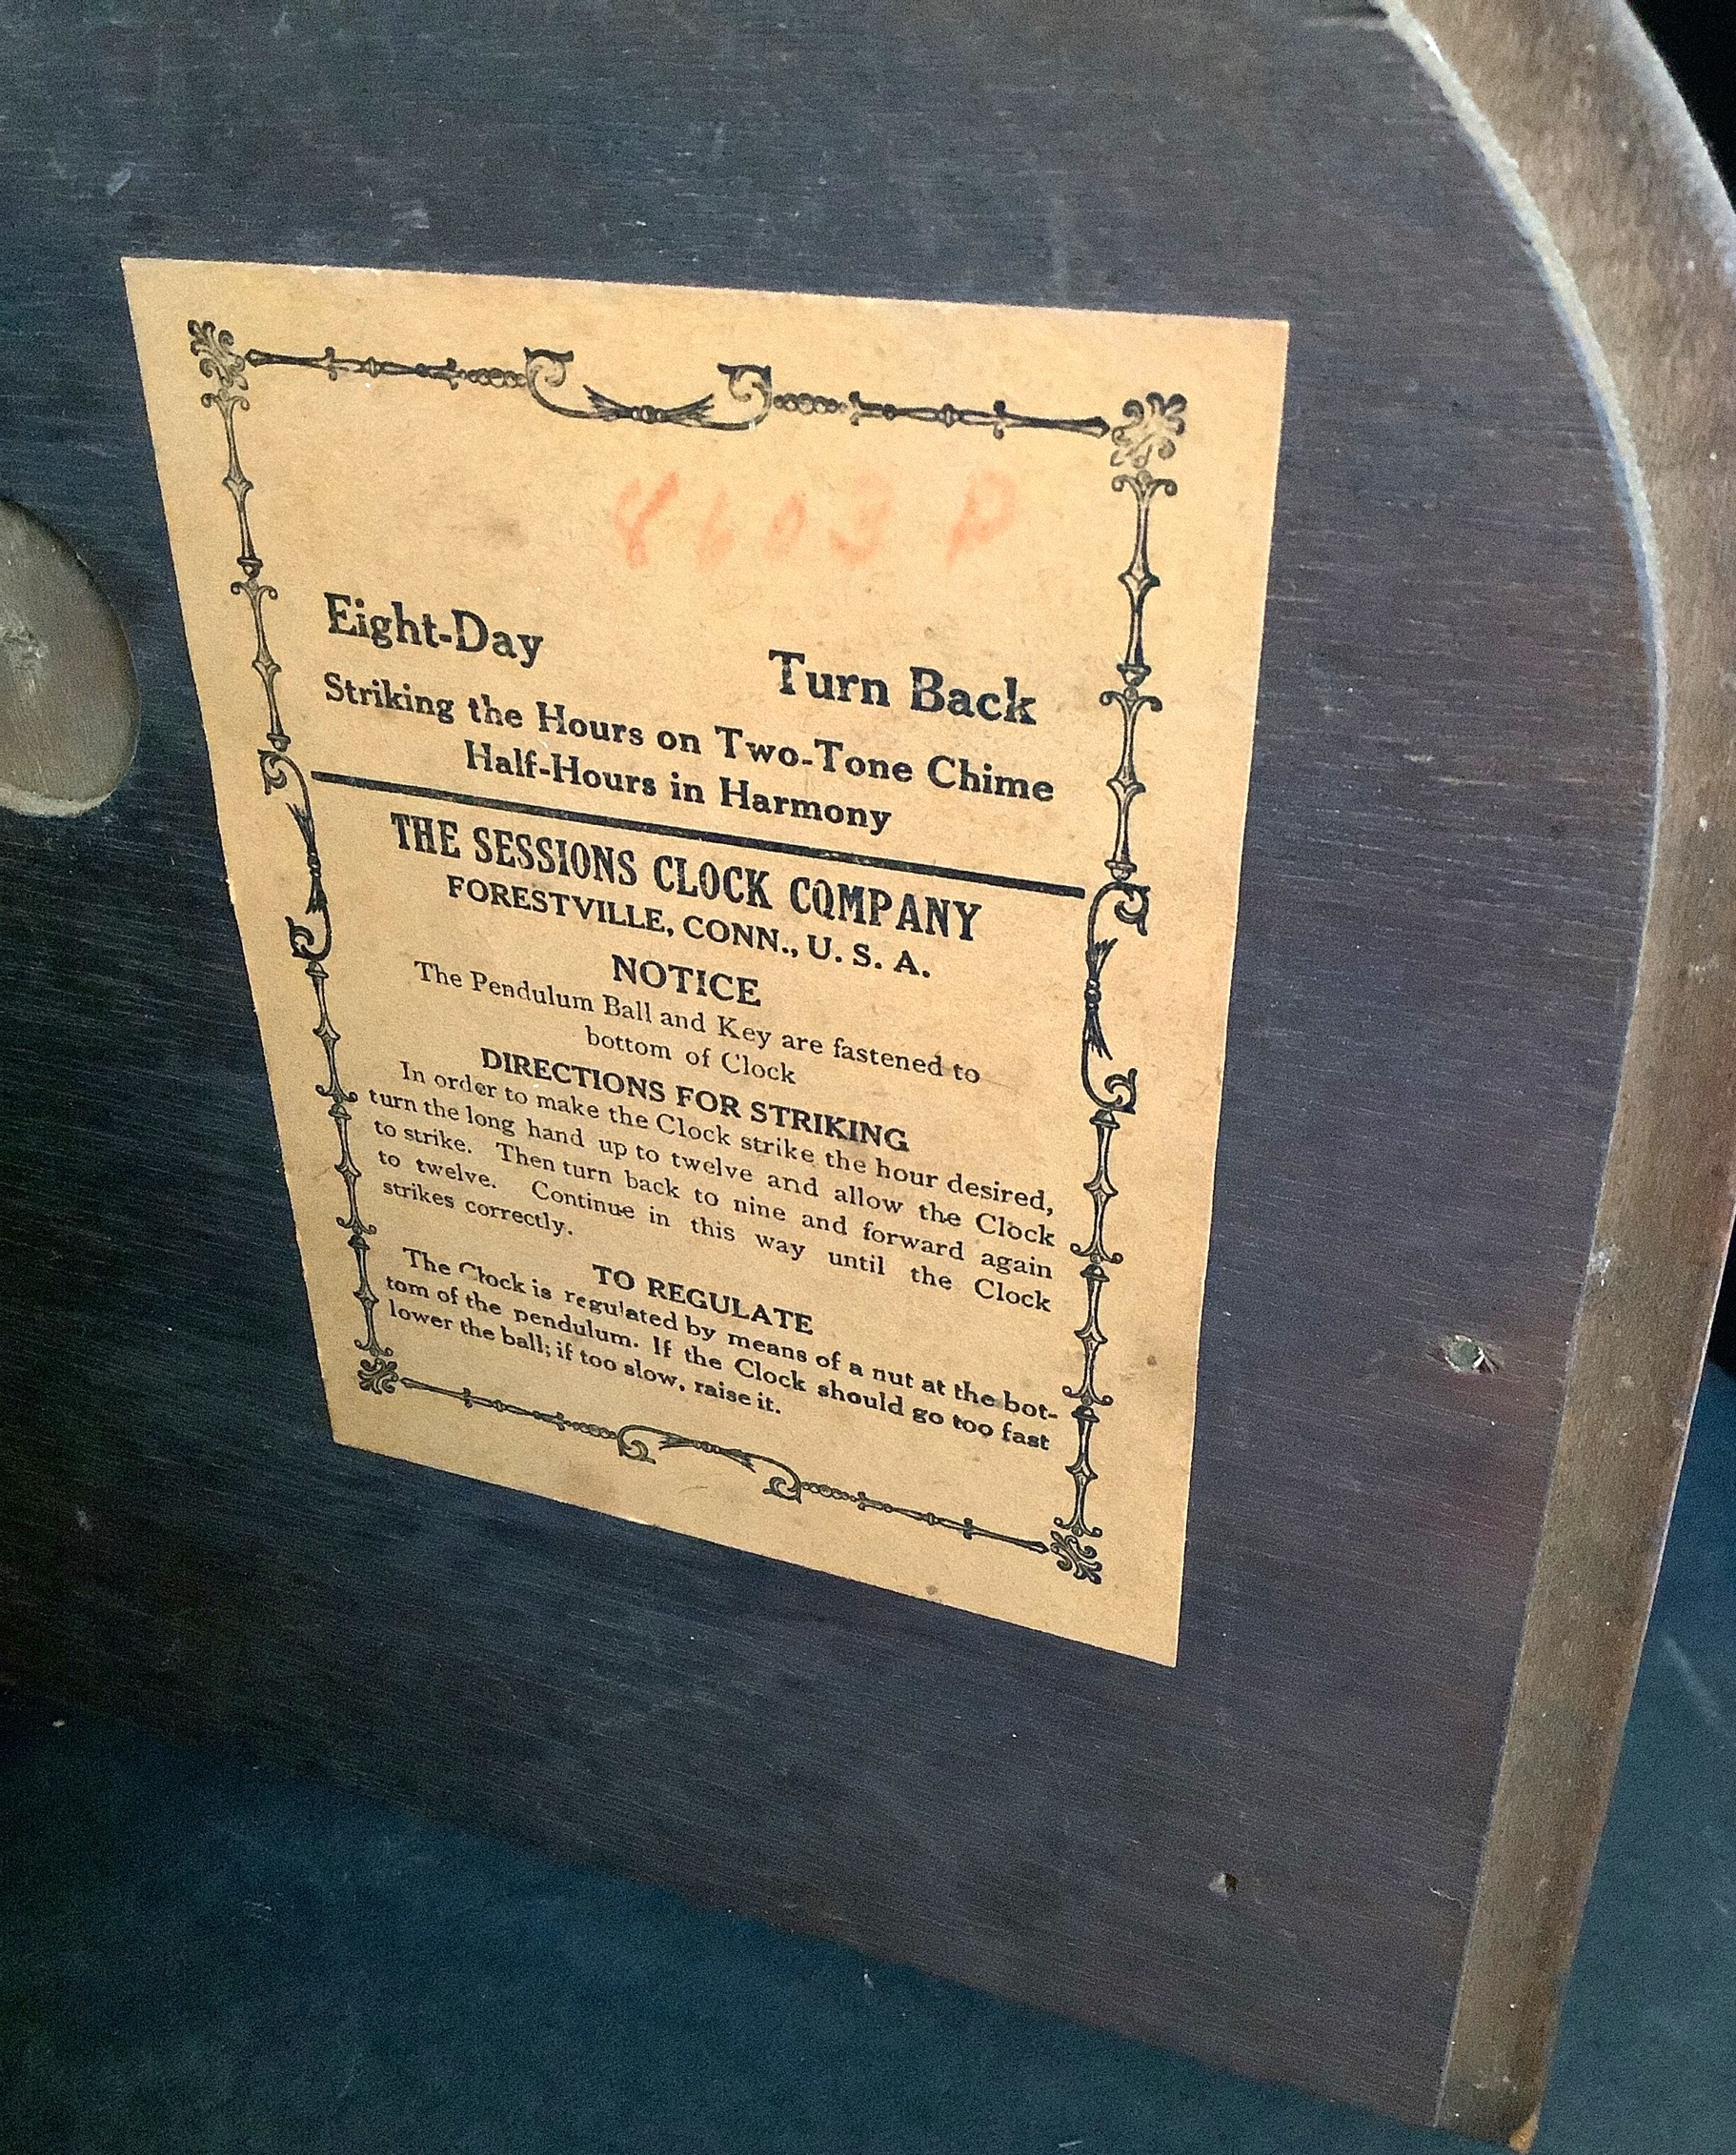 8603 P
Eight-Day Turn Back
Striking the Hours on Two-Tone Chime
Half-Hours in Harmony
THE SESSIONS CLOCK COMPANY
FORESTVILLE, CONN., U. S. A.
NOTICE
The Pendulum Ball and Key are fastened to
bottom of Clock
DIRECTIONS FOR STRIKING
In order to make the Clock strike the hour desired,
turn the long hand up to twelve and allow the Clock
to strike. Then turn back to nine and forward again
to twelve. Continue in this way until the Clock
strikes correctly.
TO REGULATE
The Clock is regulated by means of a nut at the bot-
tom of the pendulum. If the Clock should go too fast
lower the ball; if too slow, raise it.